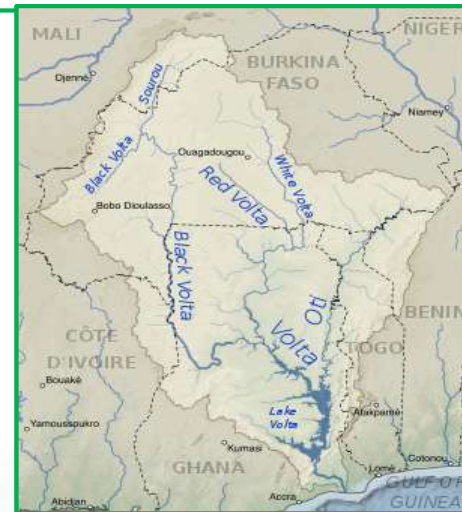 MALI
NIGER
BURKINA
FASO
Djenné
Sourou
Niamey
Ouagadougou
Black Volta
White Volta
Red Volta
Bobo Dioulasso
Black Volta
Oti
Volta
BENIN
TOGO
CÔTE
D'IVOIRE
Bouaké
Lake
Volta
Atakpamé
Yamoussoukro
Kumasi
GHANA
Cotonou
Lomé
GULF OF
GUINEA
Accra
Abidjan